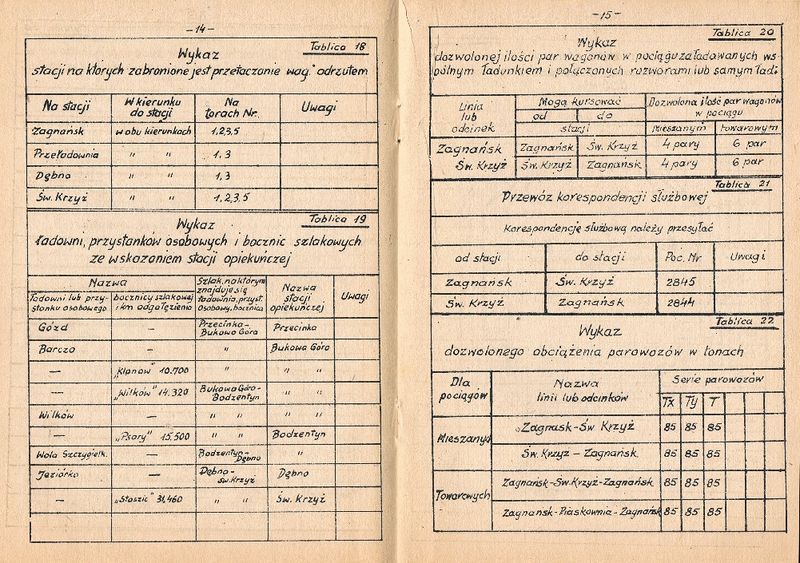 -14-
Tablica 18
Wykaz
stacji na których zabronione jest przetaczanie wag. odrzutem
Na stacji W kierunku do stacji Na torach Nr. Uwagi
Zagnańsk w obu kierunkach 1,2,3,5
Przeładownia " " 1,3
Dębno " " 1,3
Św. Krzyż " " 1,2,3,5
Tablica 19
Wykaz
ładowni, przystanków osobowych i bocznic szlakowych
ze wskazaniem stacji opiekuńczej
Nazwa Szlak, na którym znajduje się ładownia, przyst. osobowy, bocznica Nazwa stacji opiekuńczej Uwagi
Ładowni lub przystanku osobowego bocznicy szlakowej i km odgałęzienia
Gózd — Przecinka- Bukowa Góra Przecinka
Barcza — " Bukowa Góra
— „Klonów" 10.700 " " "
— „Wilków" 14.320 Bukowa Góra- Bodzentyn " "
Wilków — " " " "
— „Psary" 15.500 " Bodzentyn
Wola Szczygiełk. — Bodzentyn- Dębno "
Jeziórko — Dębno- św. Krzyż Dębno
— „Staszic" 31,460 " " Św. Krzyż
-15-
Tablica 20
Wykaz
dozwolonej ilości par wagonów w pociągu załadowanych ws-
pólnym ładunkiem i połączonych rozworami lub samym ład.
Linia lub odcinek Mogą kursować Dozwolona ilość par wagonów w pociągu
od do
stacji mieszanym towarowym
Zagnańsk Zagnańsk Św. Krzyż 4 pary 6 par
Św. Krzyż Św. Krzyż Zagnańsk 4 pary 6 par
Tablica 21
Przewóz korespondencji służbowej
Korespondencję służbową należy przesyłać
od stacji do stacji Poc. Nr Uwagi
Zagnańsk Św. Krzyż 2845
Św. Krzyż Zagnańsk 2844
Tablica 22
Wykaz
dozwolonego obciążenia parowozów w tonach
Dla pociągów Nazwa linii lub odcinków Serie parowozów
Tx Ty T
Mieszanych „Zagnask-Św Krzyż 85 85 85
Św. Krzyż - Zagnańsk 85 85 85
Towarowych Zagnańsk-Św. Krzyż-Zagnańsk 85 85 85
Zagnańsk-Piaskownia-Zagnańsk 85 85 85